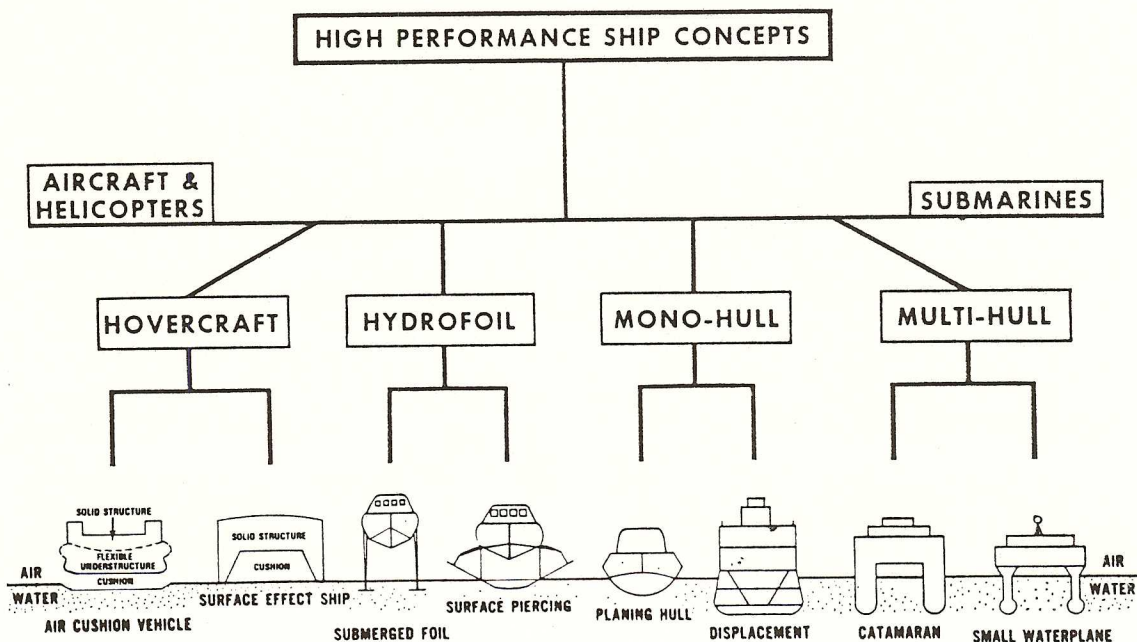 HIGH PERFORMANCE SHIP CONCEPTS
AIRCRAFT &
HELICOPTERS
SUBMARINES
HOVERCRAFT
HYDROFOIL
MONO-HULL
MULTI-HULL
SOLID STRUCTURE
FLEXIBLE
UNDERSTRUCTURE
CUSHION
SOLID STRUCTURE
CUSHION
AIR
WATER
AIR
WATER
AIR CUSHION VEHICLE
SURFACE EFFECT SHIP
SUBMERGED FOIL
SURFACE PIERCING
PLANING HULL
DISPLACEMENT
CATAMARAN
SMALL WATERPLANE